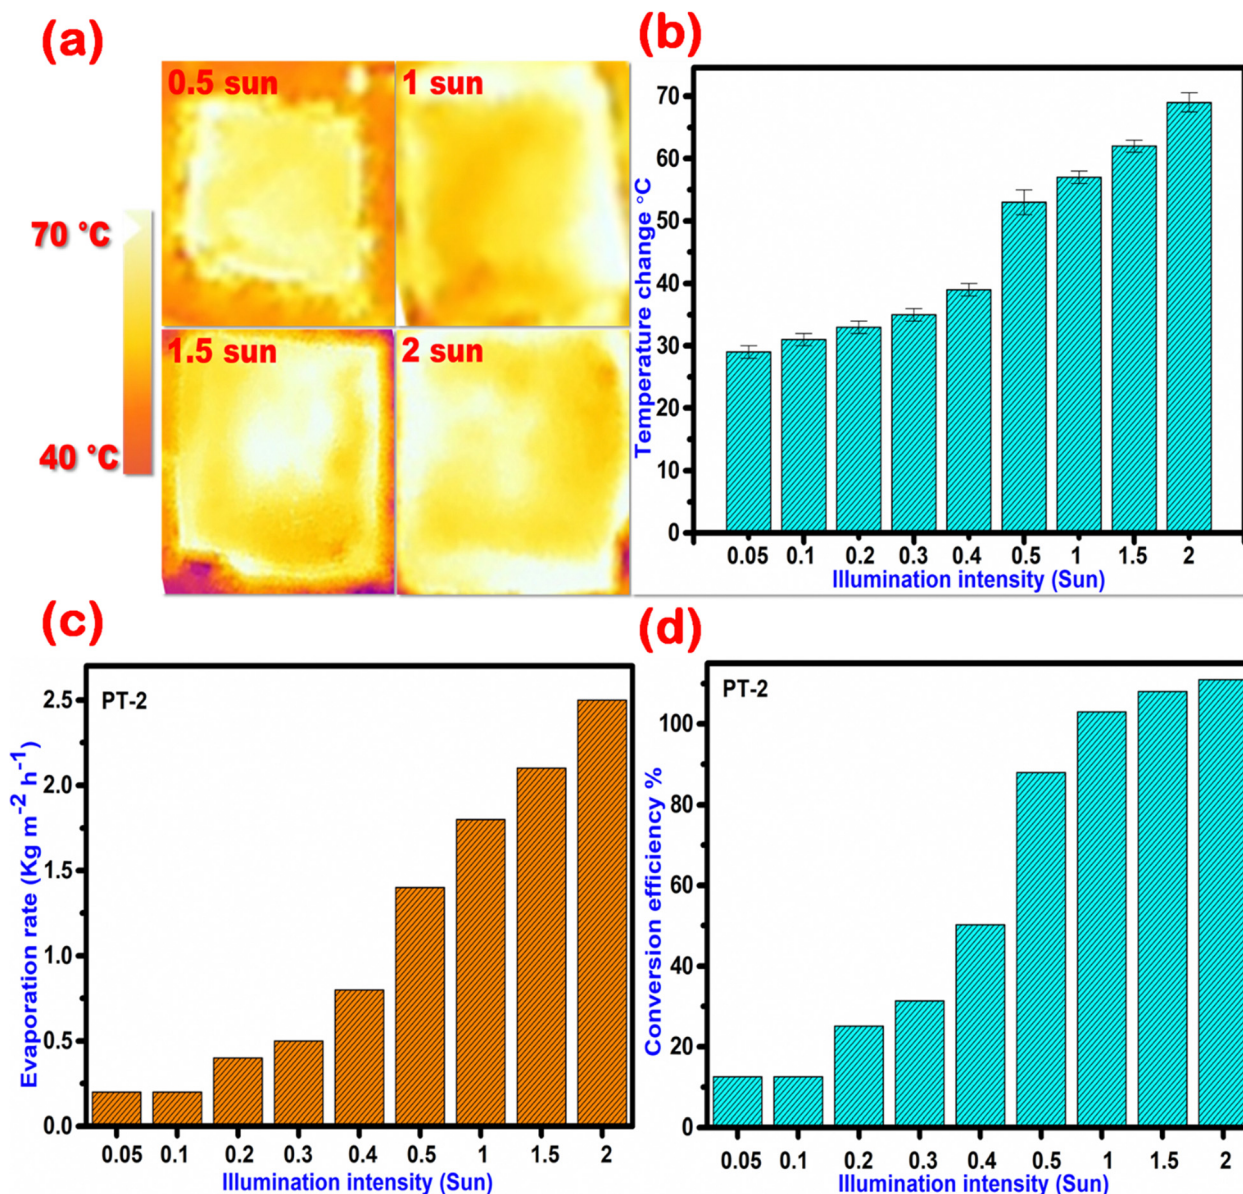 (a)
0.5 sun
1 sun
1.5 sun
2 sun
70 °C
40 °C
(b)
Temperature change °C
70
60
50
40
30
20
10
0
0.05 0.1 0.2 0.3 0.4 0.5 1 1.5 2
Illumination intensity (Sun)
(c)
PT-2
Evaporation rate (Kg m⁻² h⁻¹)
2.5
2.0
1.5
1.0
0.5
0.0
0.05 0.1 0.2 0.3 0.4 0.5 1 1.5 2
Illumination intensity (Sun)
(d)
PT-2
Conversion efficiency %
100
80
60
40
20
0
0.05 0.1 0.2 0.3 0.4 0.5 1 1.5 2
Illumination intensity (Sun)